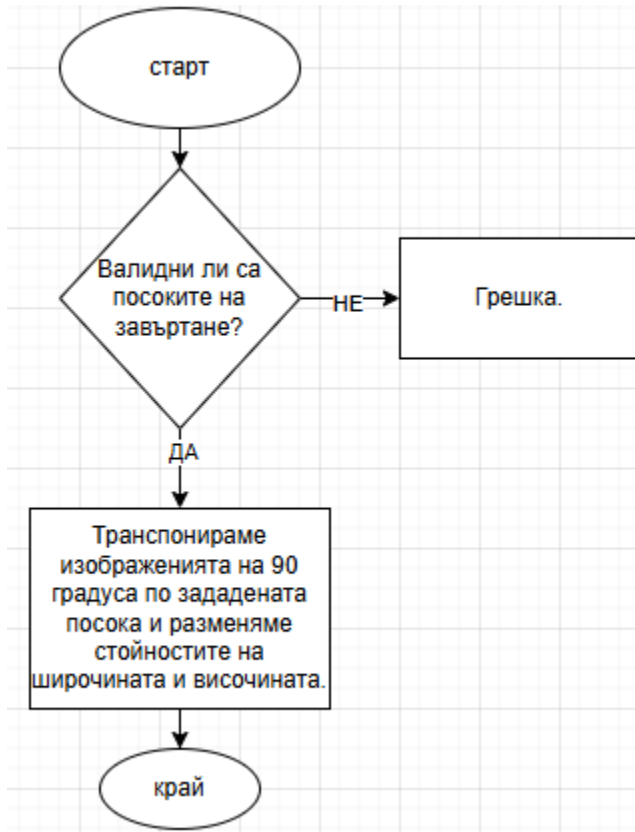 старт
Валидни ли са
посоките на
завъртане?
НЕ
Грешка.
ДА
Транспонираме
изображенията на 90
градуса по зададената
посока и разменяме
стойностите на
широчината и височината.
край